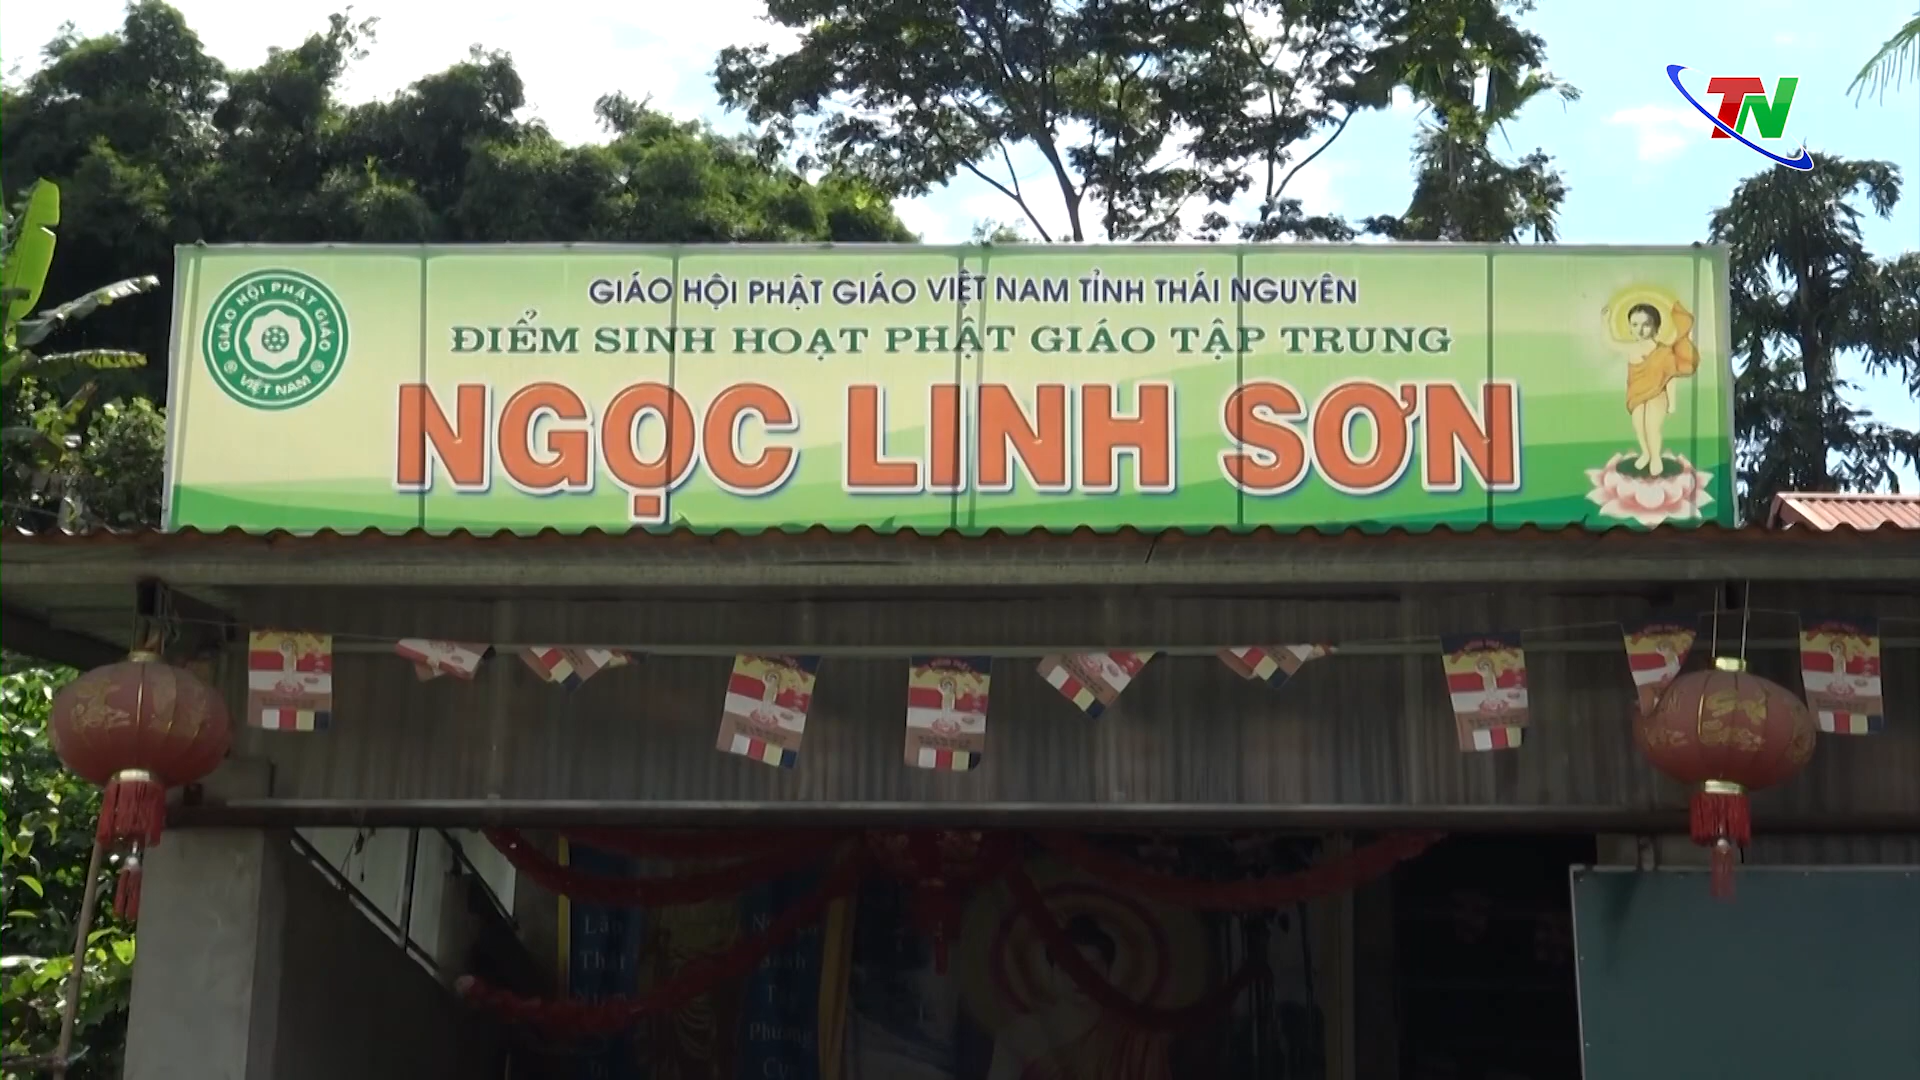 TN
GIÁO HỘI PHẬT GIÁO VIỆT NAM TỈNH THÁI NGUYÊN
ĐIỂM SINH HOẠT PHẬT GIÁO TẬP TRUNG
NGỌC LINH SƠN
GIÁO HỘI PHẬT GIÁO
VIỆT NAM